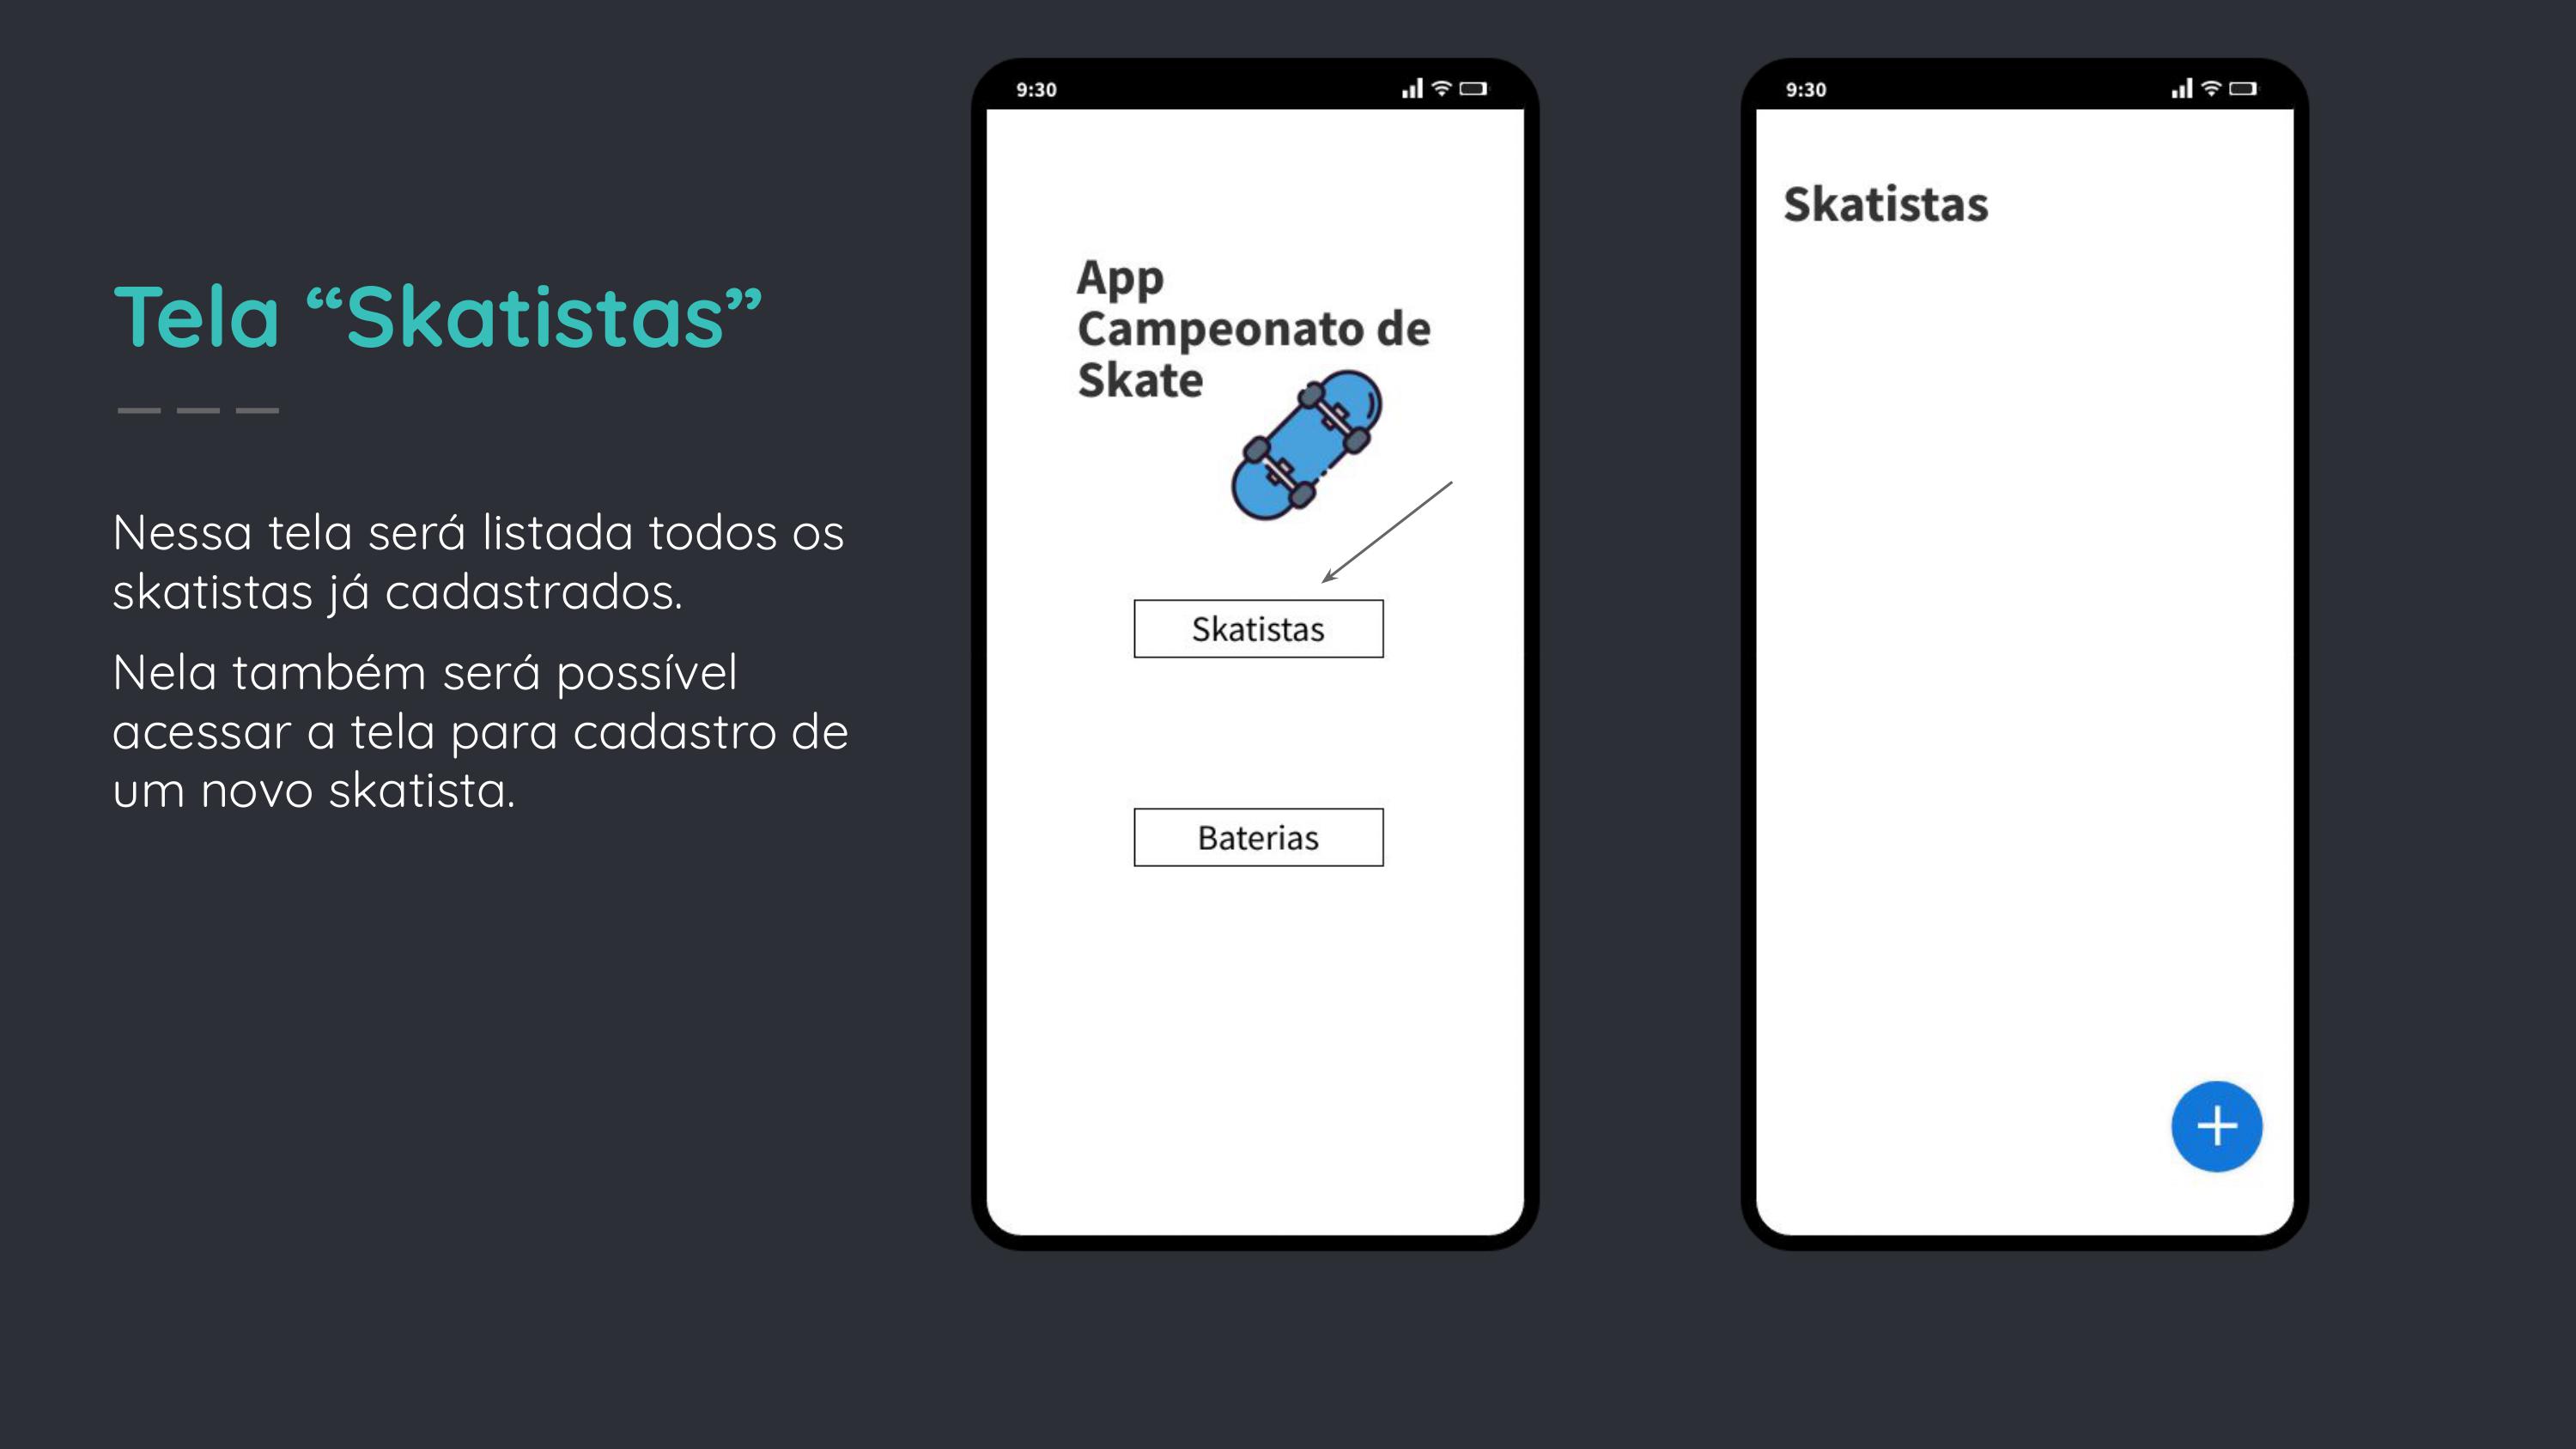 Tela “Skatistas”
Nessa tela será listada todos os
skatistas já cadastrados.
Nela também será possível
acessar a tela para cadastro de
um novo skatista.
9:30
App
Campeonato de
Skate
Skatistas
Baterias
9:30
Skatistas